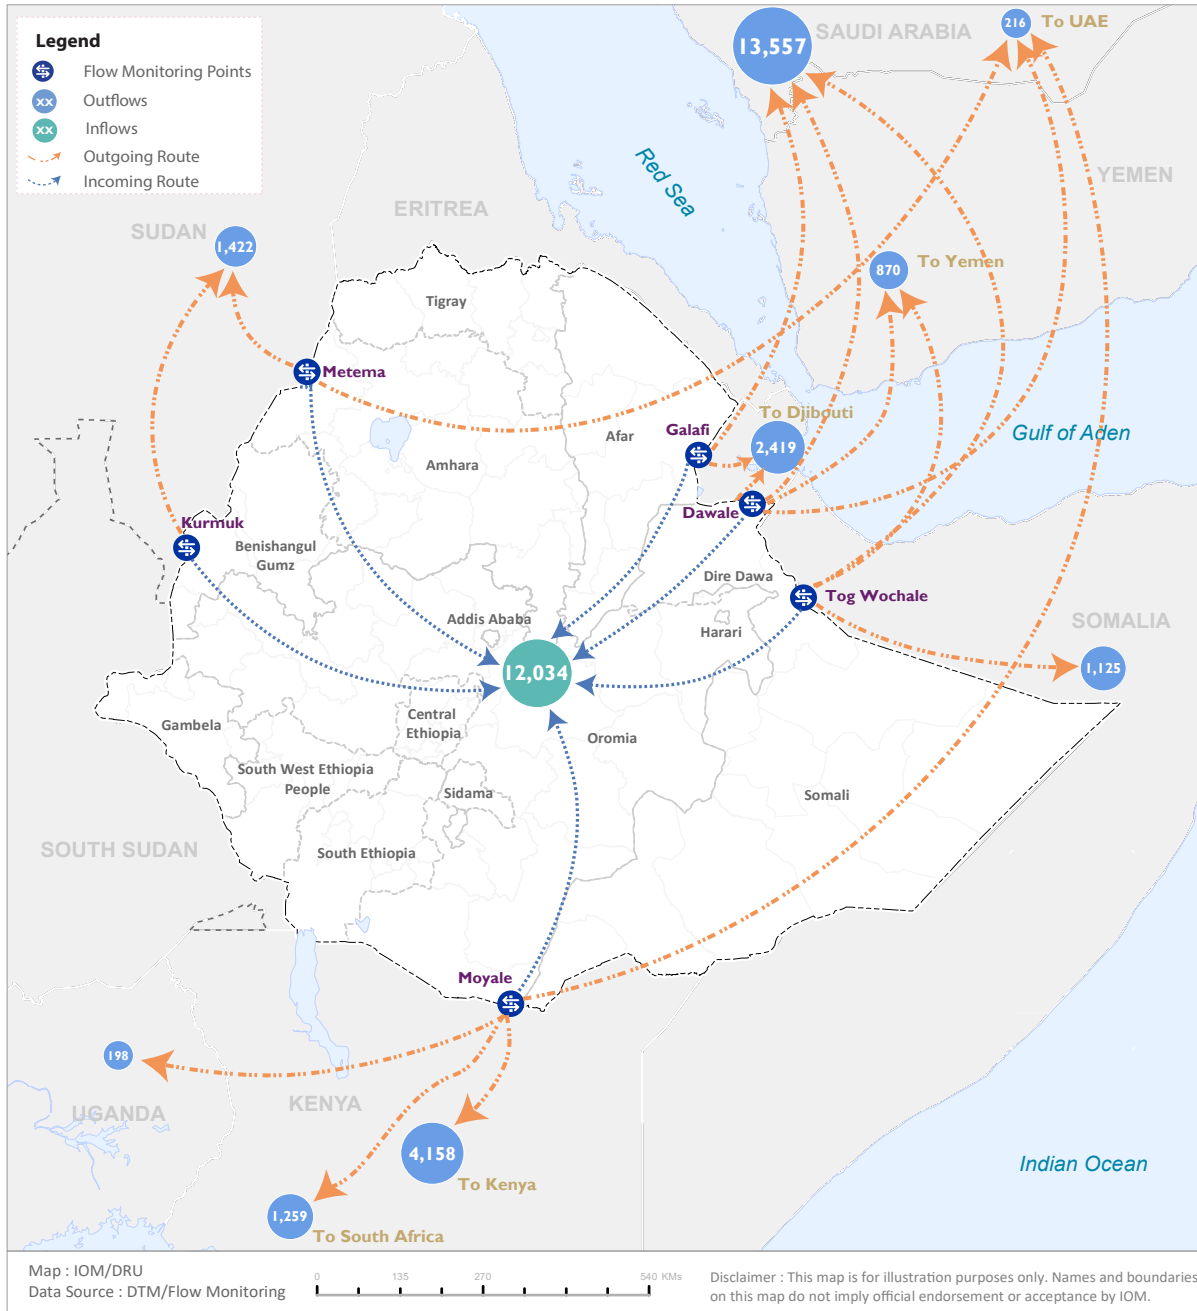 Legend
Flow Monitoring Points
xx Outflows
xx Inflows
Outgoing Route
Incoming Route
13,557
SAUDI ARABIA
216
To UAE
YEMEN
Red Sea
ERITREA
SUDAN
1,422
870
To Yemen
Tigray
Metema
To Djibouti
2,419
Galafi
Afar
Gulf of Aden
Amhara
Dawale
Kurmuk
Benishangul
Gumz
Dire Dawa
Tog Wochale
Addis Ababa
Harari
SOMALIA
1,125
12,034
Gambela
Central
Ethiopia
Oromia
South West Ethiopia
People
Sidama
Somali
SOUTH SUDAN
South Ethiopia
Moyale
198
UGANDA
KENYA
4,158
To Kenya
Indian Ocean
1,259
To South Africa
Map : IOM/DRU
Data Source : DTM/Flow Monitoring
0 135 270 540 KMs
Disclaimer : This map is for illustration purposes only. Names and boundaries
on this map do not imply official endorsement or acceptance by IOM.